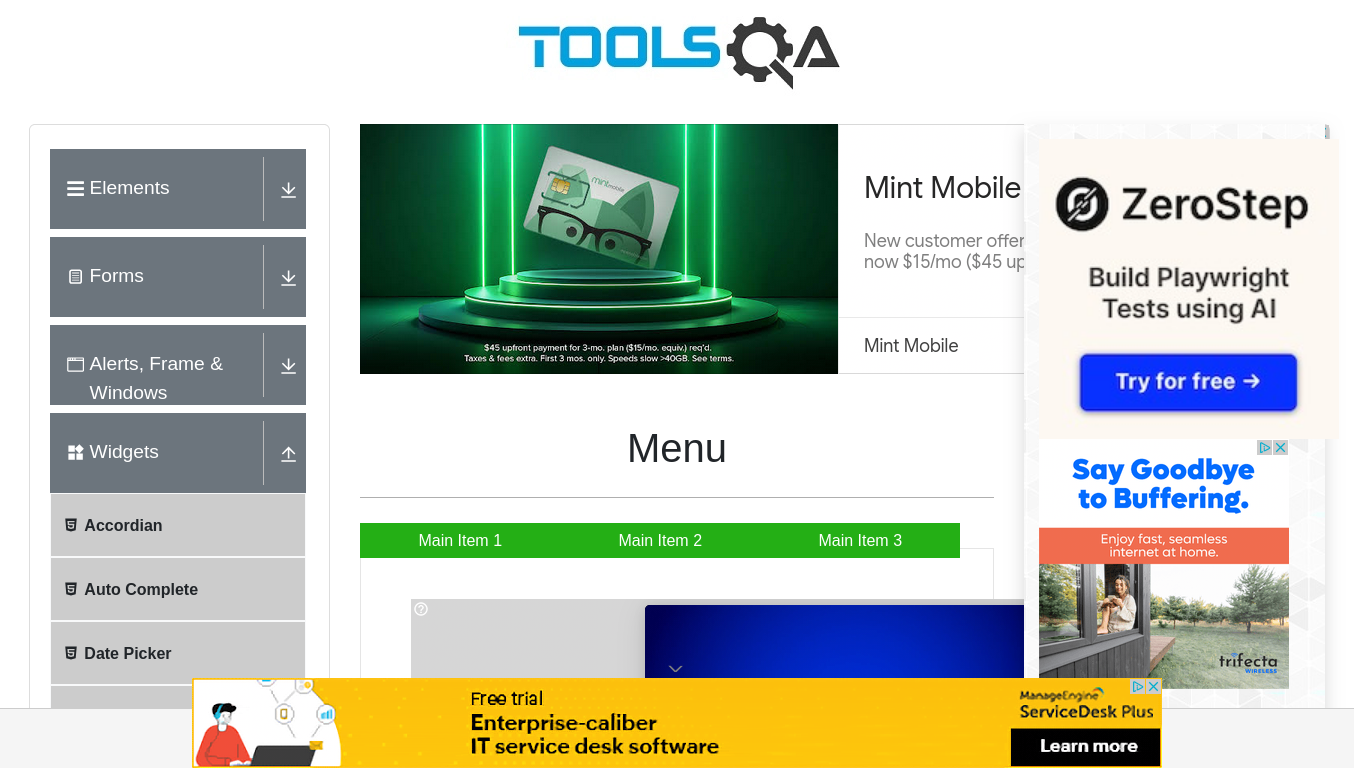 TOOLSQA
Elements
Forms
Alerts, Frame &
Windows
Widgets
Accordian
Auto Complete
Date Picker
mintmobile
$45 upfront payment for 3-mo. plan ($15/mo. equiv.) req'd.
Taxes & fees extra. First 3 mos. only. Speeds slow >40GB. See terms.
Mint Mobile
New customer offer
now $15/mo ($45 up
Mint Mobile
Menu
Main Item 1
Main Item 2
Main Item 3
ZeroStep
Build Playwright
Tests using AI
Try for free →
Say Goodbye
to Buffering.
Enjoy fast, seamless
internet at home.
trifecta
WIRELESS
Free trial
Enterprise-caliber
IT service desk software
ManageEngine
ServiceDesk Plus
Learn more